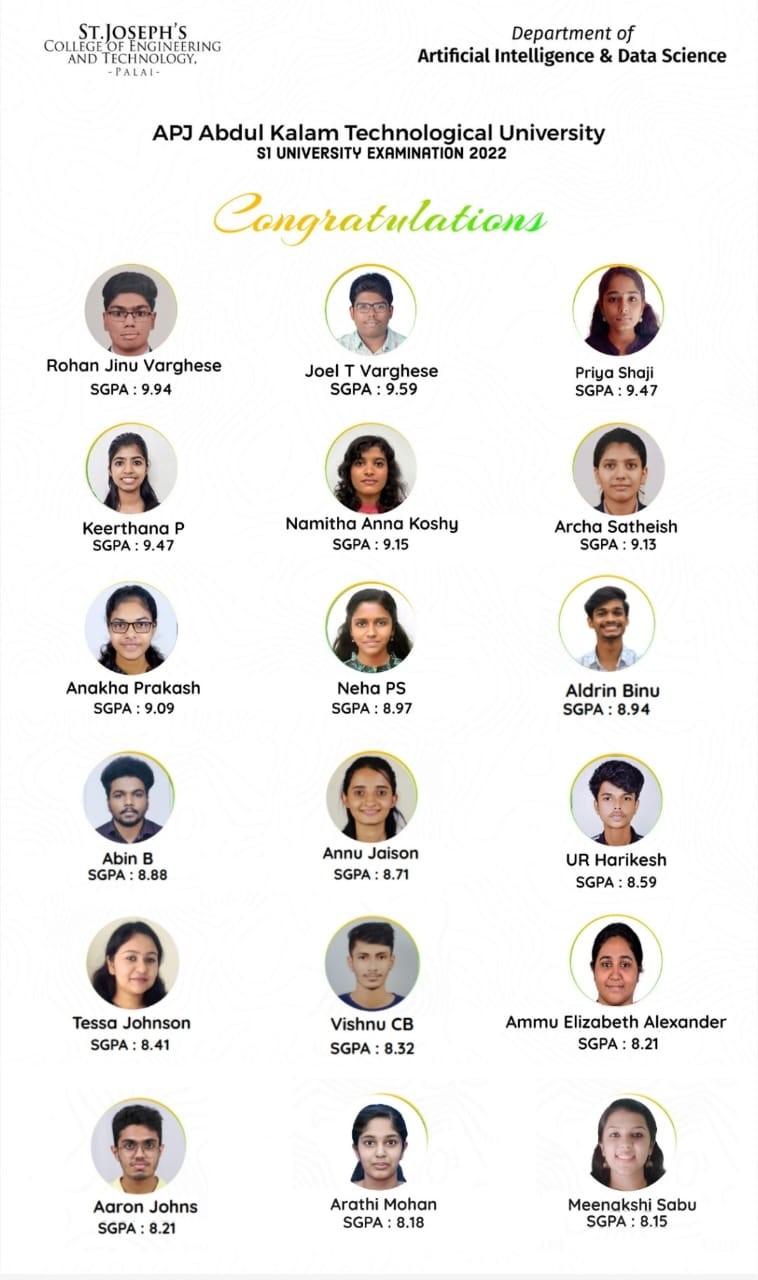 ST.JOSEPH'S
COLLEGE OF ENGINEERING
AND TECHNOLOGY,
-PALAI-
Department of
Artificial Intelligence & Data Science
APJ Abdul Kalam Technological University
S1 UNIVERSITY EXAMINATION 2022
Congratulations
Rohan Jinu Varghese
SGPA : 9.94
Joel T Varghese
SGPA : 9.59
Priya Shaji
SGPA : 9.47
Keerthana P
SGPA : 9.47
Namitha Anna Koshy
SGPA : 9.15
Archa Satheish
SGPA : 9.13
Anakha Prakash
SGPA : 9.09
Neha PS
SGPA : 8.97
Aldrin Binu
SGPA : 8.94
Abin B
SGPA : 8.88
Annu Jaison
SGPA : 8.71
UR Harikesh
SGPA : 8.59
Tessa Johnson
SGPA : 8.41
Vishnu CB
SGPA : 8.32
Ammu Elizabeth Alexander
SGPA : 8.21
Aaron Johns
SGPA : 8.21
Arathi Mohan
SGPA : 8.18
Meenakshi Sabu
SGPA : 8.15